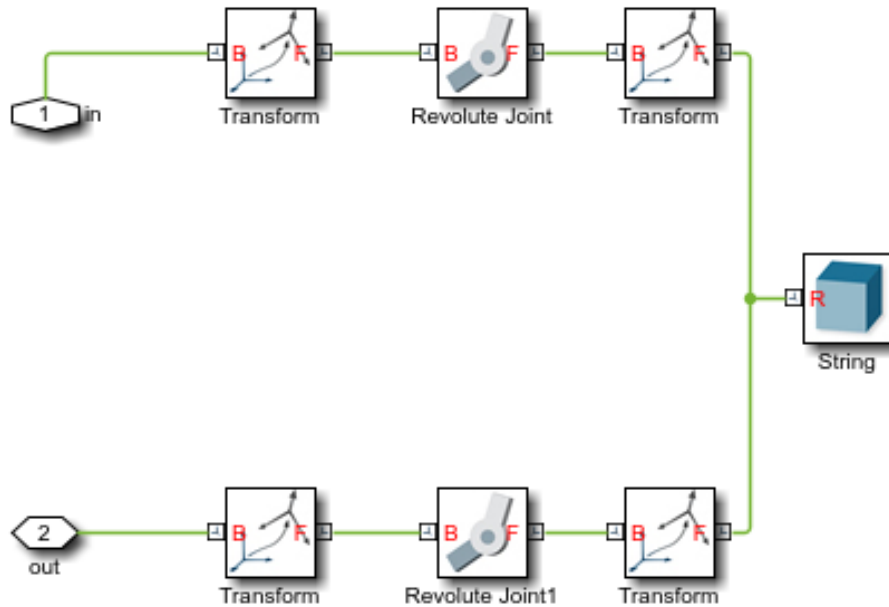 B F B F B F
1 in
Transform Revolute Joint Transform
R
String
B F B F B F
2
out
Transform Revolute Joint1 Transform